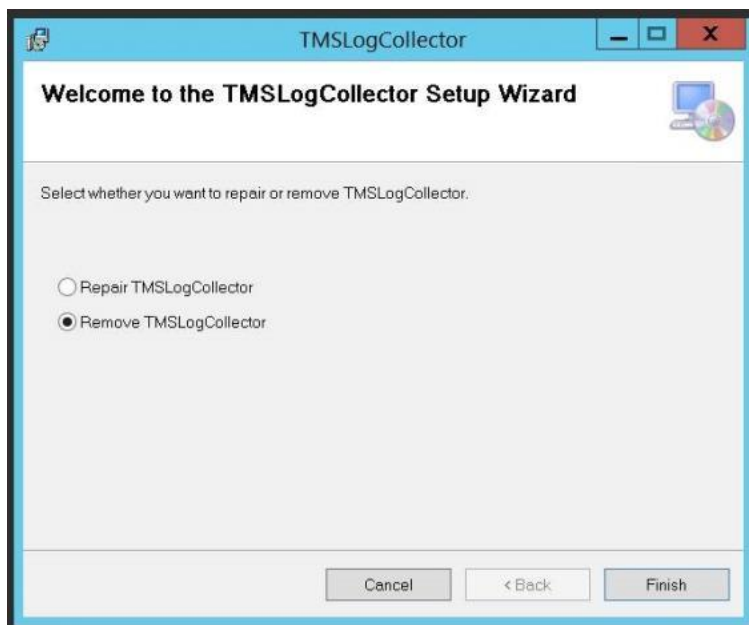 TMSLogCollector
X
Welcome to the TMSLogCollector Setup Wizard
Select whether you want to repair or remove TMSLogCollector.
Repair TMSLogCollector
Remove TMSLogCollector
Cancel
< Back
Finish